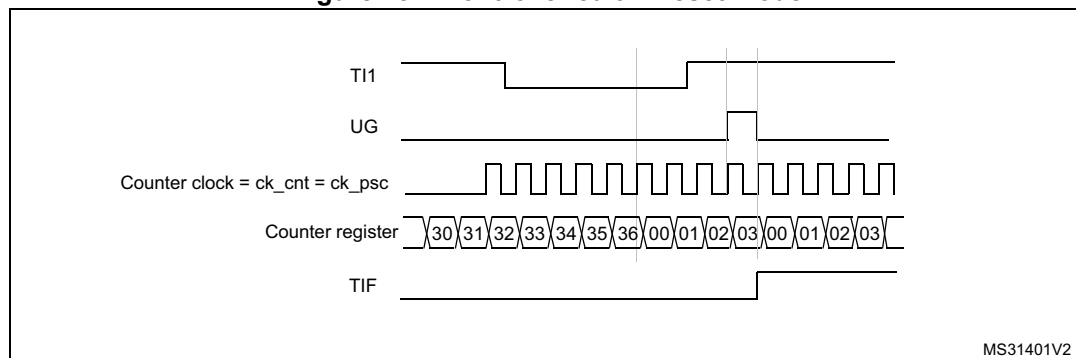 TI1
UG
Counter clock = ck_cnt = ck_psc
Counter register 30 31 32 33 34 35 36 00 01 02 03 00 01 02 03
TIF
MS31401V2